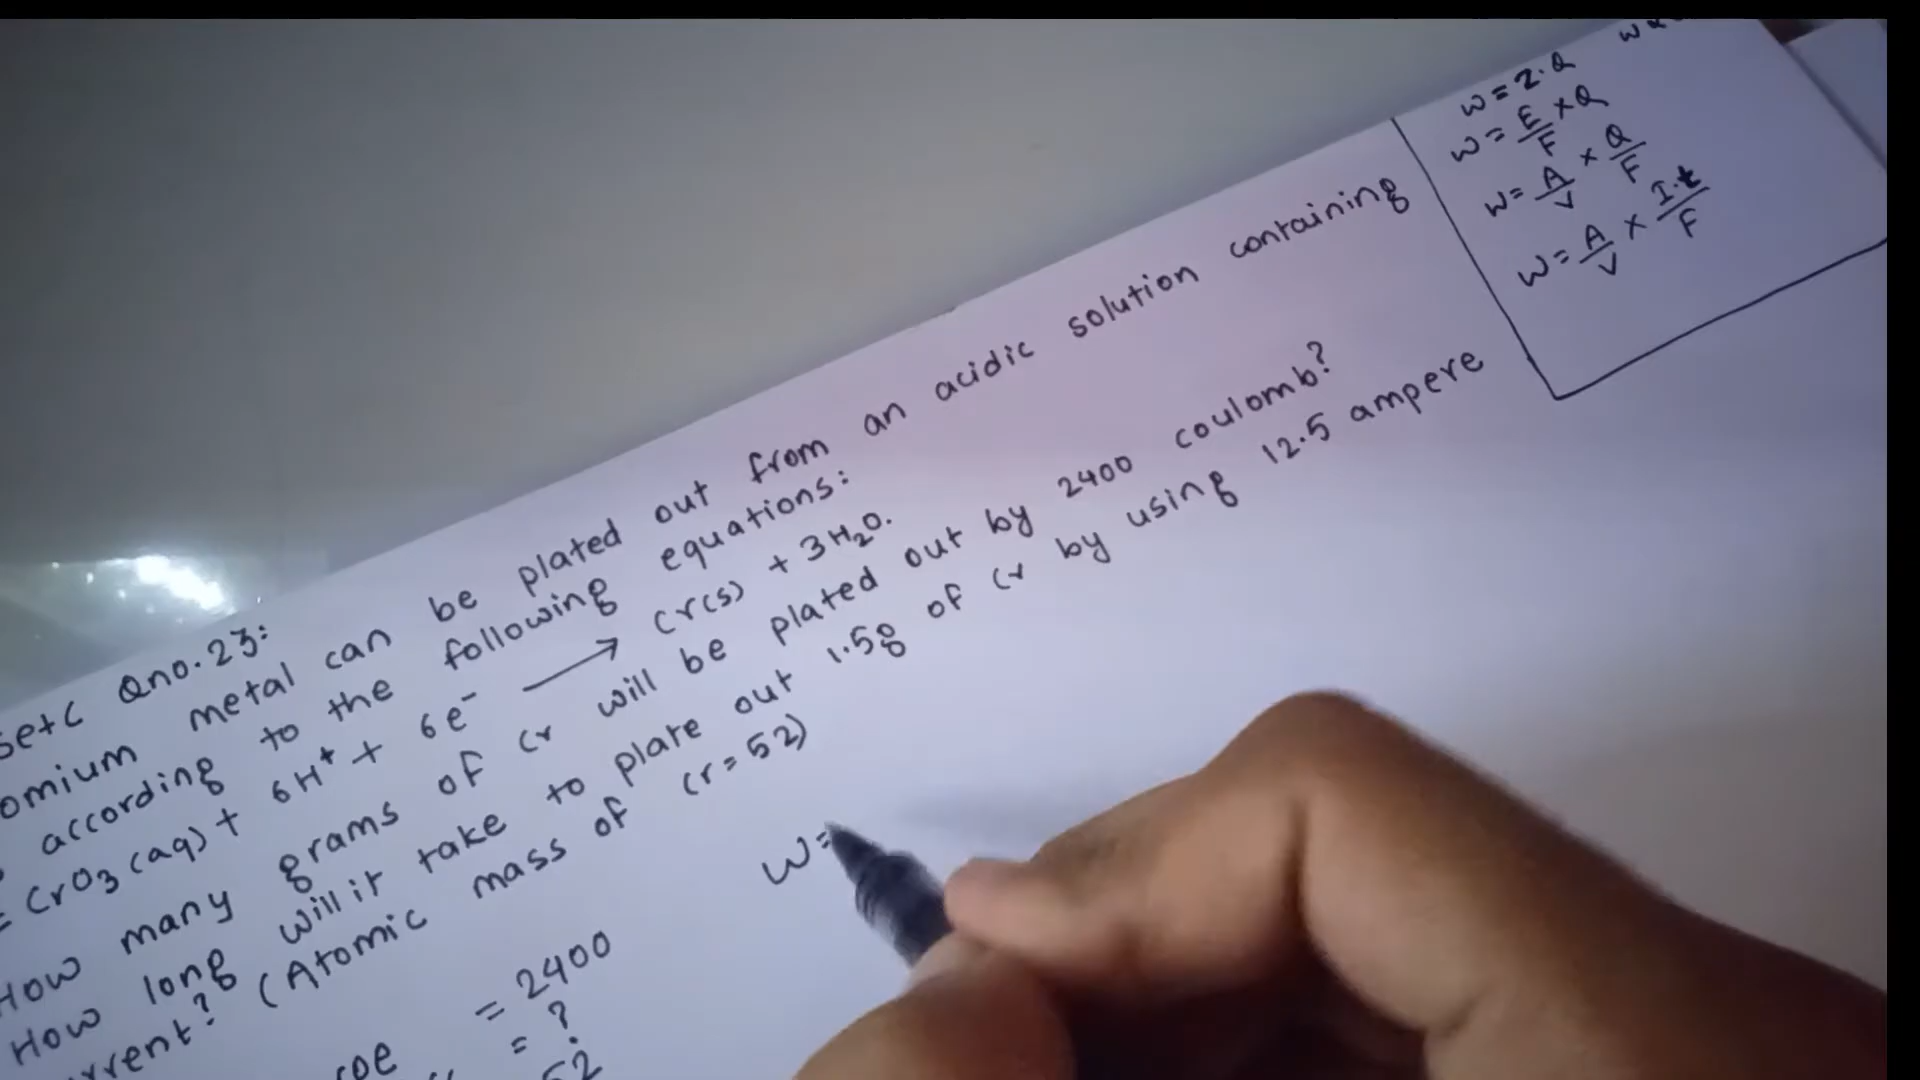 Set C Qno.23:
omium metal can be plated out from an acidic solution containing
according to the following equations:
CrO3(aq) + 6H+ + 6e- → Cr(s) + 3H2O.
How many grams of Cr will be plated out by 2400 coulomb?
How long will it take to plate out 1.5g of Cr by using 12.5 ampere
rrent? (Atomic mass of Cr = 52)
= 2400
= ?
52
W =
W = Z.Q
W = E/F × Q
W = A/V × Q/F
W = A/V × I.t/F